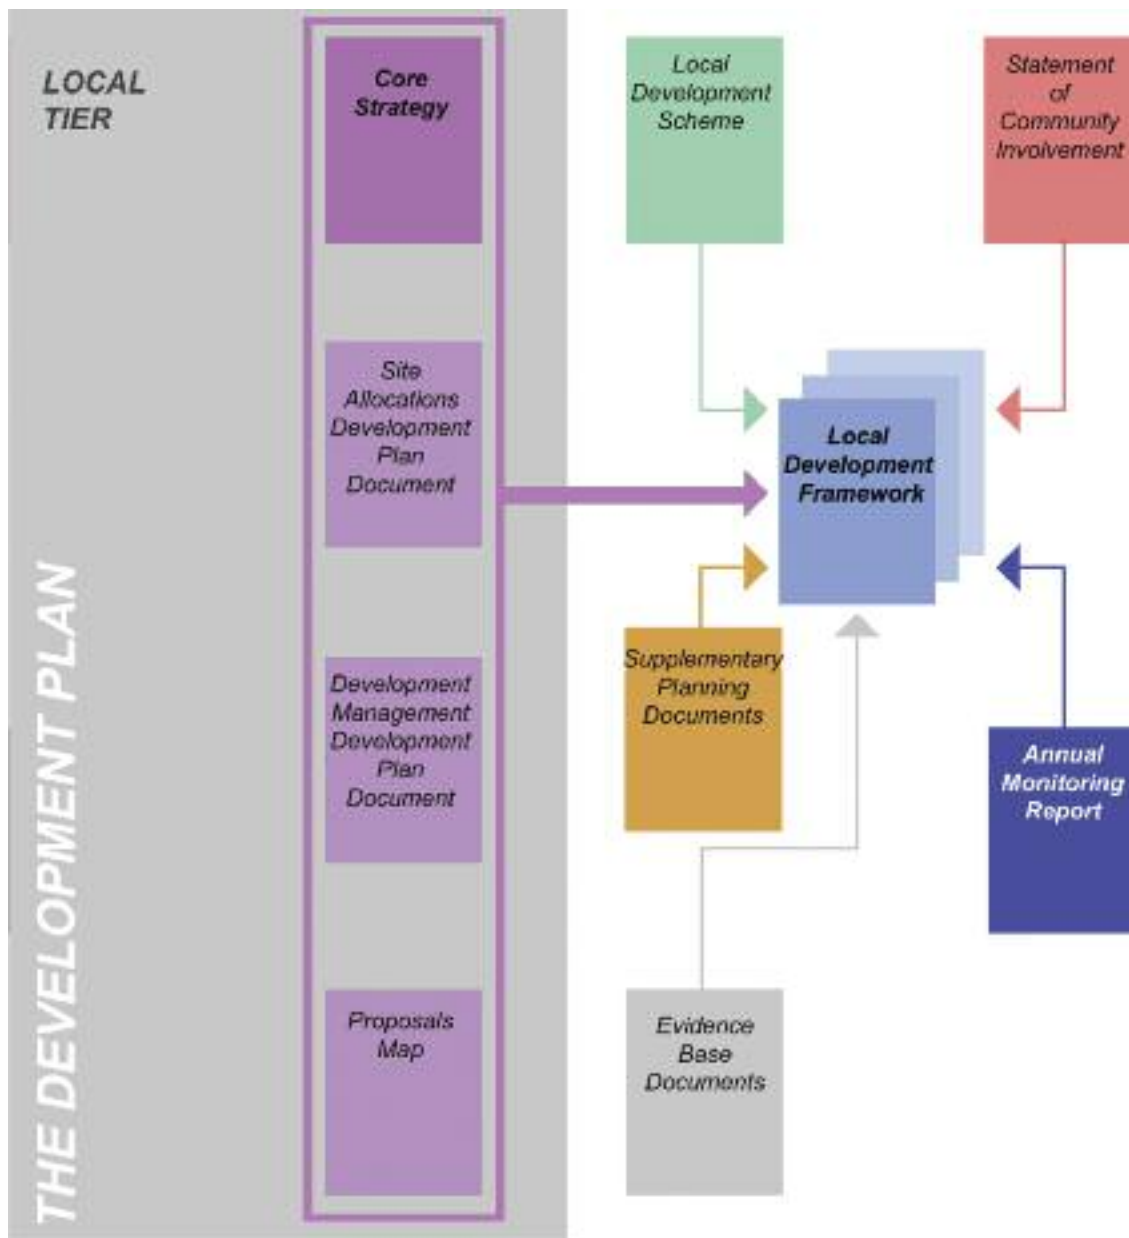 LOCAL
TIER
Core
Strategy
Local
Development
Scheme
Statement
of
Community
Involvement
Site
Allocations
Development
Plan
Document
Local
Development
Framework
Supplementary
Planning
Documents
Development
Management
Development
Plan
Document
Annual
Monitoring
Report
Proposals
Map
Evidence
Base
Documents
THE DEVELOPMENT PLAN